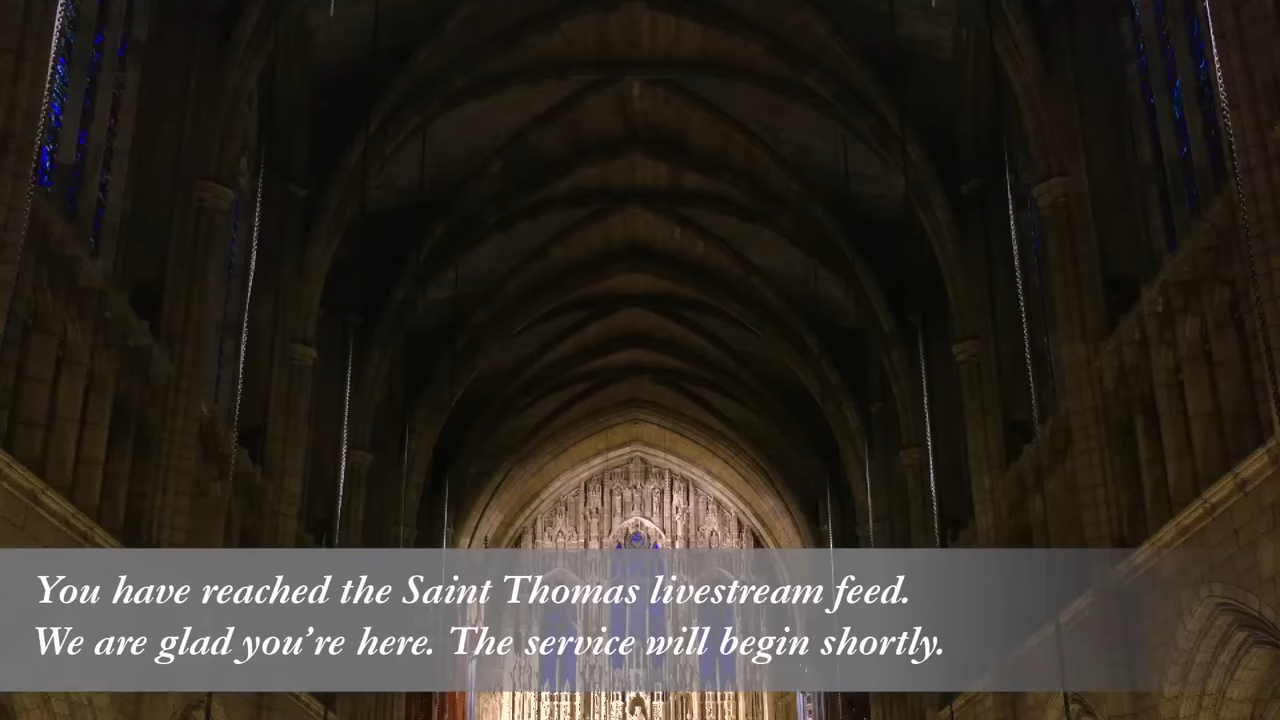 You have reached the Saint Thomas livestream feed.
We are glad you’re here. The service will begin shortly.